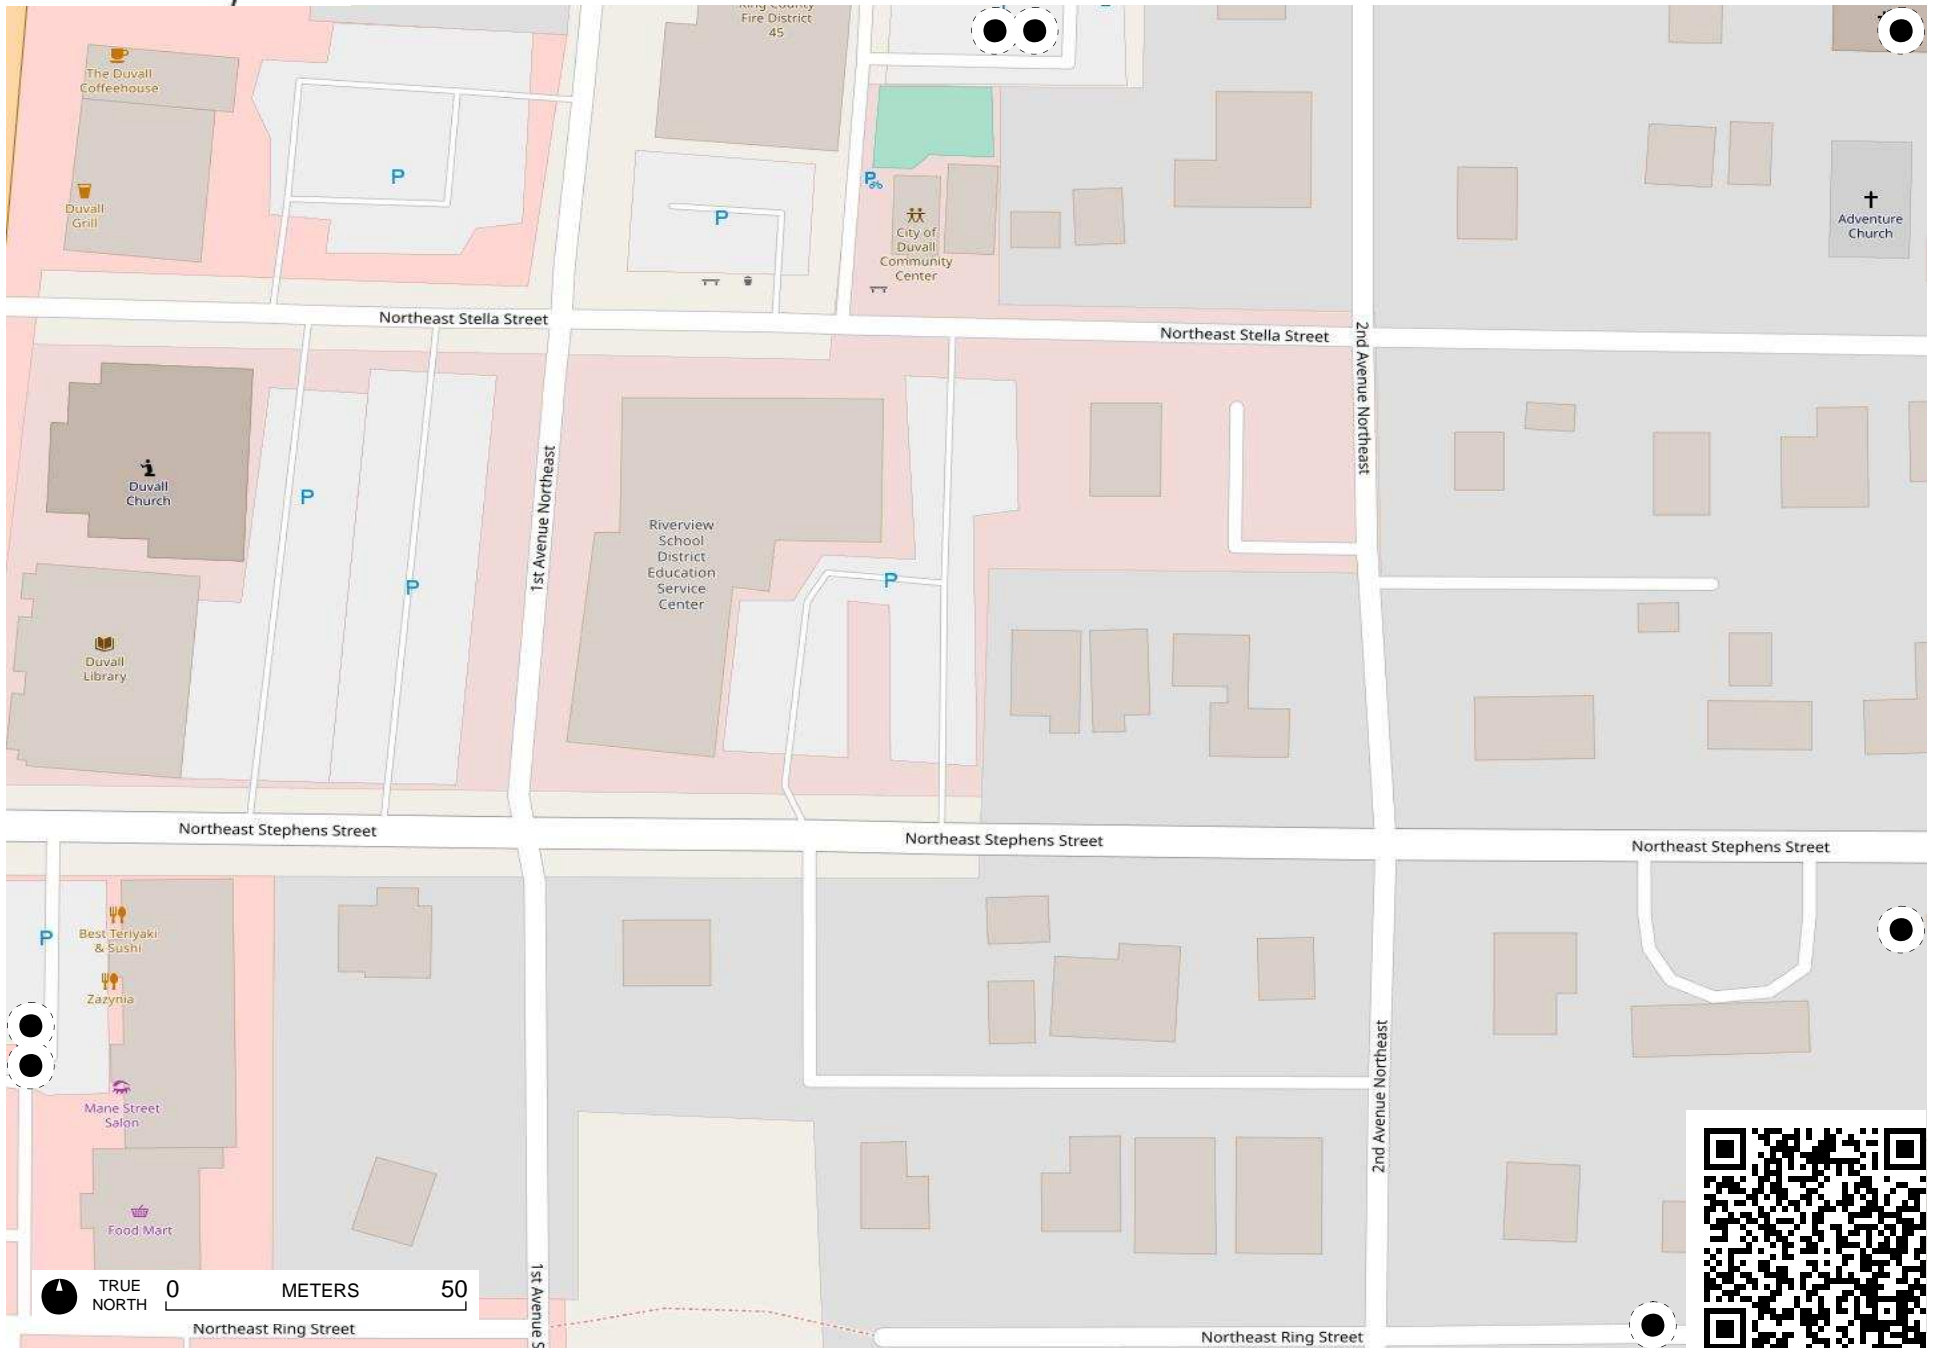 King County
Fire District
45
The Duvall
Coffeehouse
P
Duvall
Grill
P
P
City of
Duvall
Community
Center
Adventure
Church
Northeast Stella Street
Northeast Stella Street
2nd Avenue Northeast
Duvall
Church
P
1st Avenue Northeast
Riverview
School
District
Education
Service
Center
P
P
Duvall
Library
Northeast Stephens Street
Northeast Stephens Street
Northeast Stephens Street
Best Teriyaki
& Sushi
P
Zazynia
2nd Avenue Northeast
Mane Street
Salon
Food Mart
1st Avenue S
TRUE
NORTH
0 METERS 50
Northeast Ring Street
Northeast Ring Street